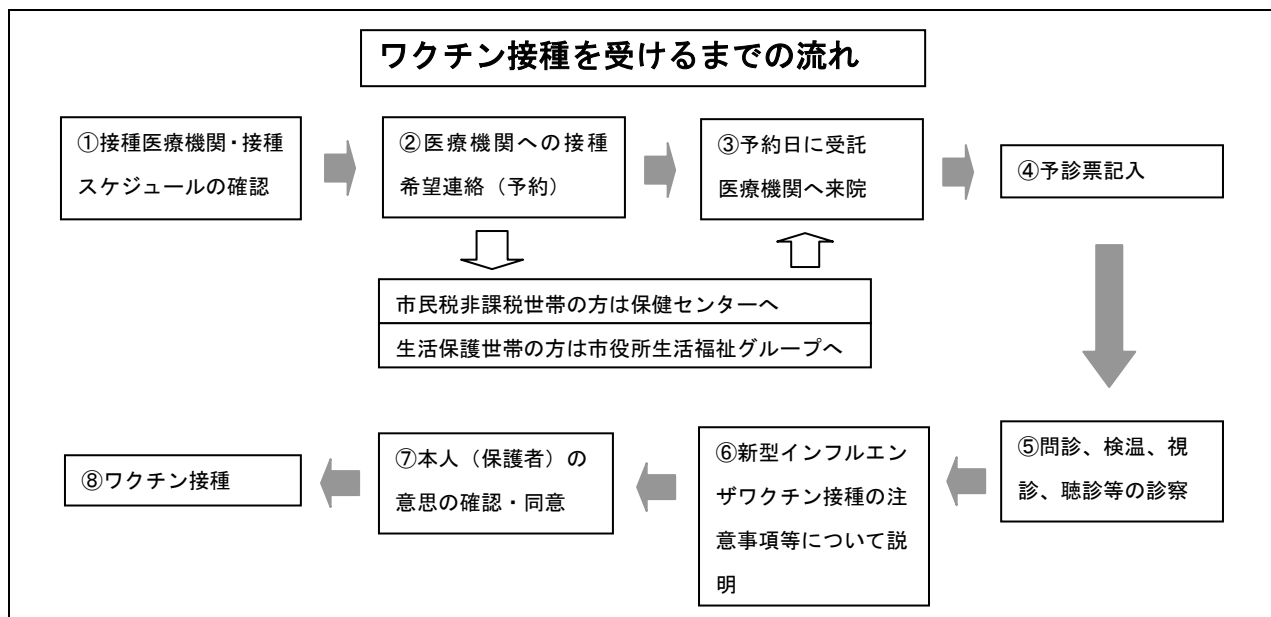 ワクチン接種を受けるまでの流れ
①接種医療機関・接種
スケジュールの確認
②医療機関への接種
希望連絡（予約）
③予約日に受託
医療機関へ来院
④予診票記入
市民税非課税世帯の方は保健センターへ
生活保護世帯の方は市役所生活福祉グループへ
⑤問診、検温、視
診、聴診等の診察
⑥新型インフルエン
ザワクチン接種の注
意事項等について説
明
⑦本人（保護者）の
意思の確認・同意
⑧ワクチン接種